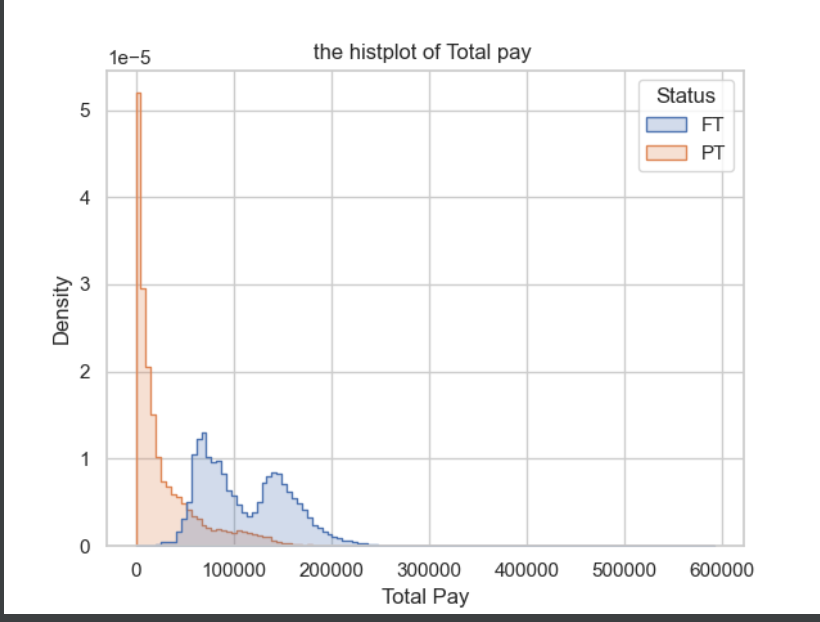 the histplot of Total pay
1e−5
Status
FT
PT
5
4
3
2
1
0
Density
0 100000 200000 300000 400000 500000 600000
Total Pay